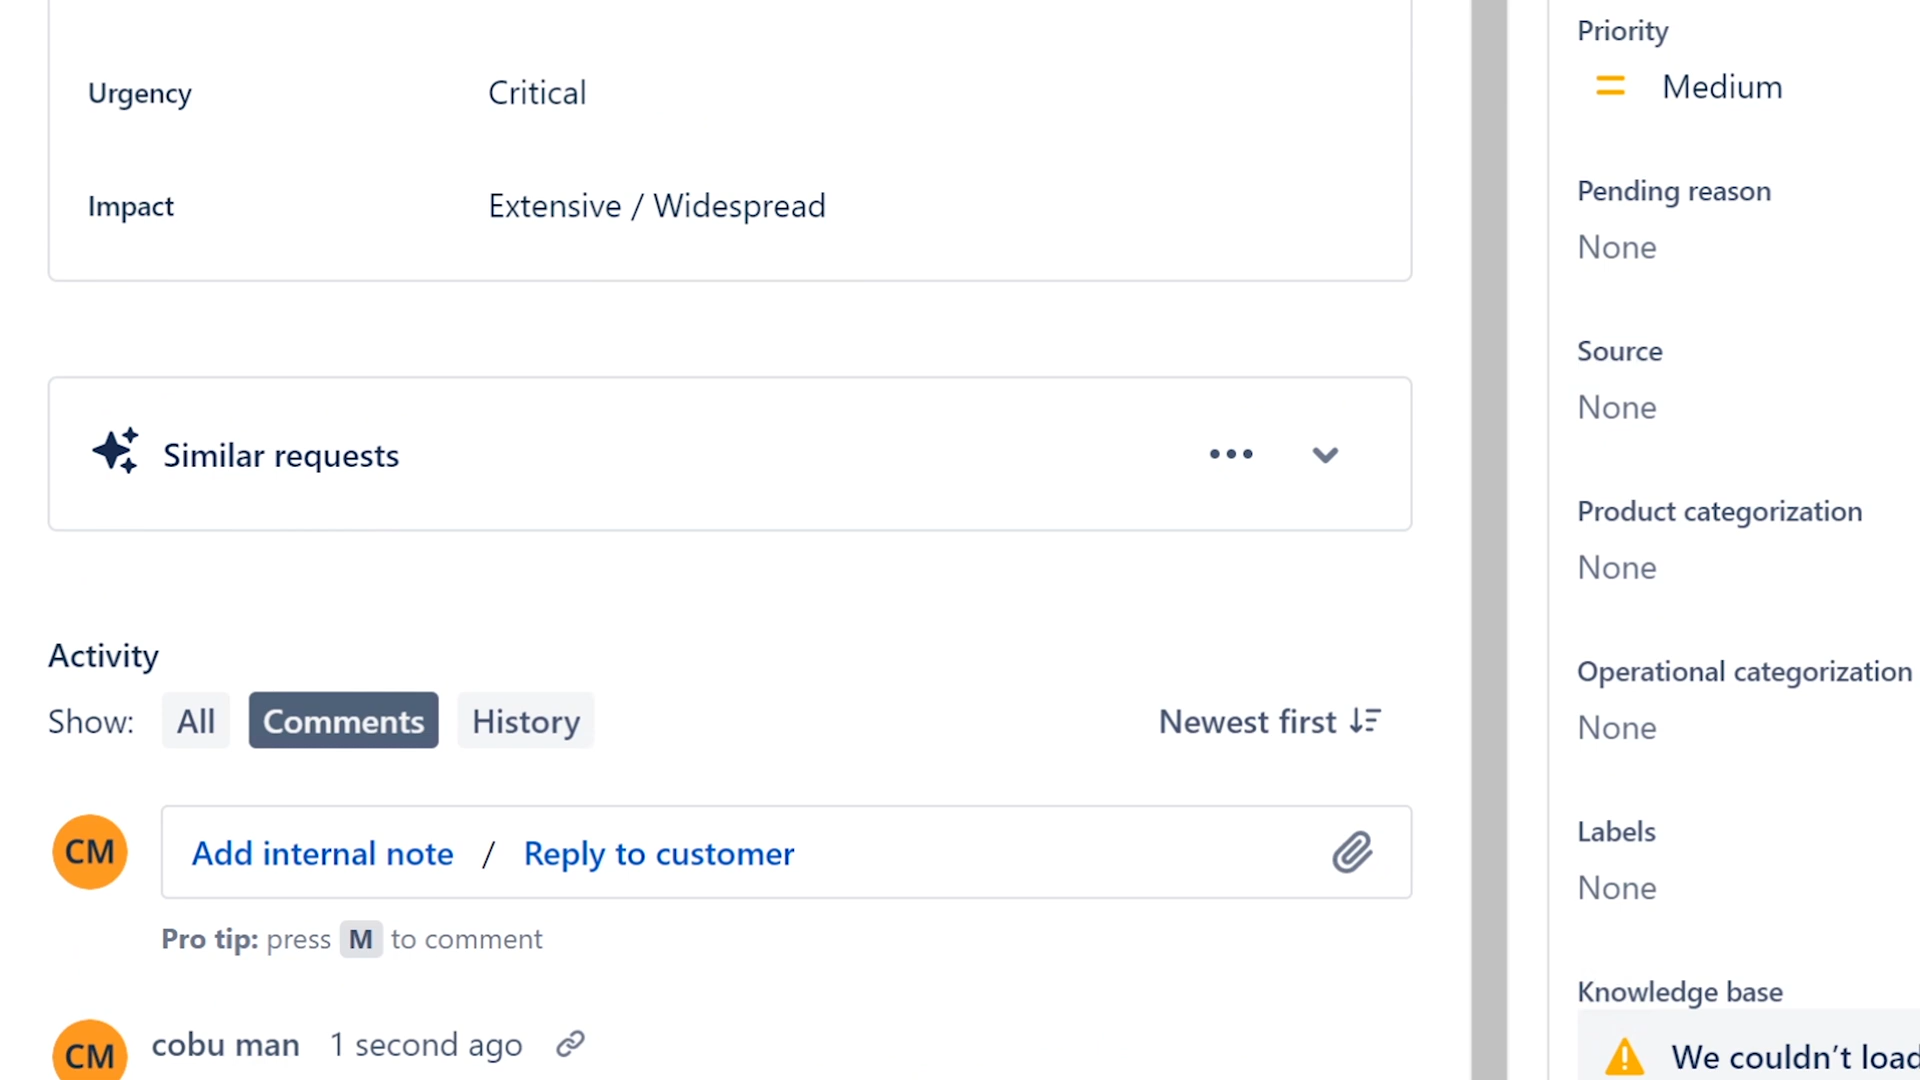 Urgency Critical
Impact Extensive / Widespread
Similar requests
Activity
Show: All Comments History Newest first
CM Add internal note / Reply to customer
Pro tip: press M to comment
CM cobu man 1 second ago
Priority
Medium
Pending reason
None
Source
None
Product categorization
None
Operational categorization
None
Labels
None
Knowledge base
We couldn't load